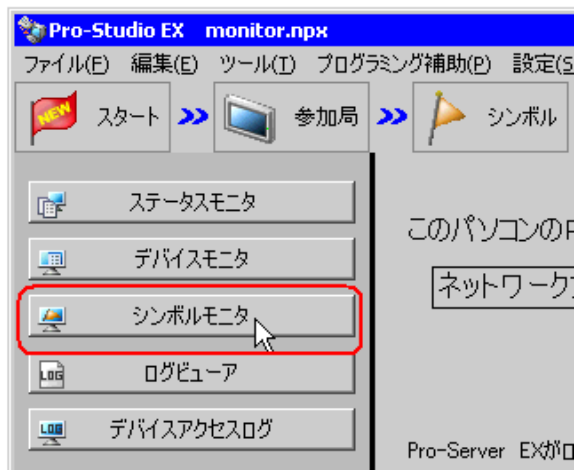 Pro-Studio EX monitor.npx
ファイル(F) 編集(E) ツール(T) プログラミング補助(P) 設定(S
NEW スタート 参加局 シンボル
ステータスモニタ
このパソコンの
デバイスモニタ
ネットワーク
シンボルモニタ
LOG ログビューア
LOG デバイスアクセスログ
Pro-Server EXが